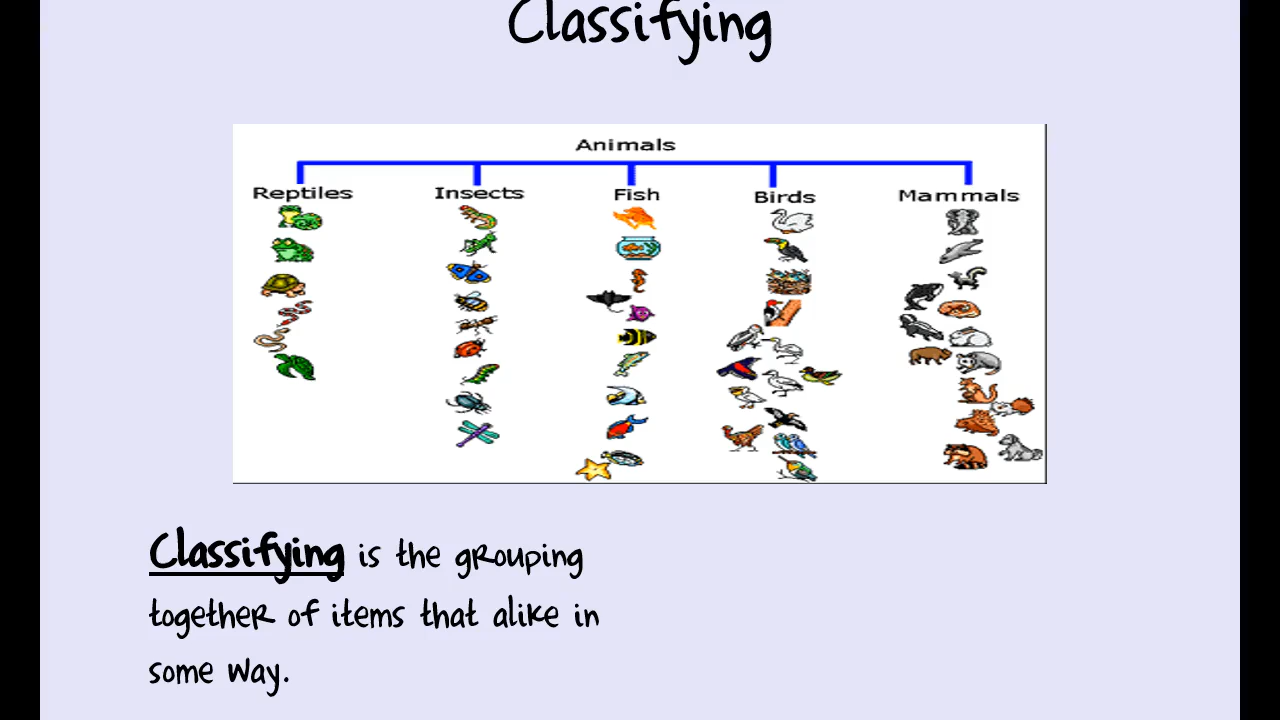 Classifying
Animals
Reptiles Insects Fish Birds Mammals
Classifying is the grouping
together of items that alike in
some way.